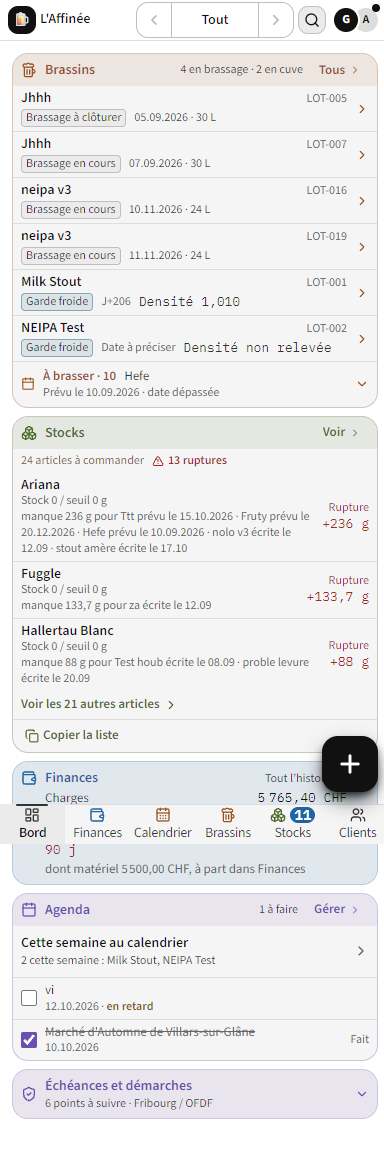 L'Affinée
Tout
G
A
Brassins
4 en brassage · 2 en cuve
Tous
Jhhh
LOT-005
Brassage à clôturer 05.09.2026 · 30 L
Jhhh
LOT-007
Brassage en cours 07.09.2026 · 30 L
neipa v3
LOT-016
Brassage en cours 10.11.2026 · 24 L
neipa v3
LOT-019
Brassage en cours 11.11.2026 · 24 L
Milk Stout
LOT-001
Garde froide J+206 Densité 1,010
NEIPA Test
LOT-002
Garde froide Date à préciser Densité non relevée
À brasser · 10 Hefe
Prévu le 10.09.2026 · date dépassée
Stocks
Voir
24 articles à commander 13 ruptures
Ariana
Stock 0 / seuil 0 g
manque 236 g pour Ttt prévu le 15.10.2026 · Fruty prévu le
20.12.2026 · Hefe prévu le 10.09.2026 · nolo v3 écrite le
12.09 · stout amère écrite le 17.10
Rupture
+236 g
Fuggle
Stock 0 / seuil 0 g
manque 133,7 g pour za écrite le 12.09
Rupture
+133,7 g
Hallertau Blanc
Stock 0 / seuil 0 g
manque 88 g pour Test houb écrite le 08.09 · proble levure
écrite le 20.09
Rupture
+88 g
Voir les 21 autres articles
Copier la liste
Finances
Tout l'histo
Charges
5 765,40 CHF
Bord
Finances
Calendrier
Brassins
Stocks
11
Clients
90 j
dont matériel 5 500,00 CHF, à part dans Finances
Agenda
1 à faire
Gérer
Cette semaine au calendrier
2 cette semaine : Milk Stout, NEIPA Test
vi
12.10.2026 · en retard
Marché d'Automne de Villars-sur-Glâne
10.10.2026
Fait
Échéances et démarches
6 points à suivre · Fribourg / OFDF